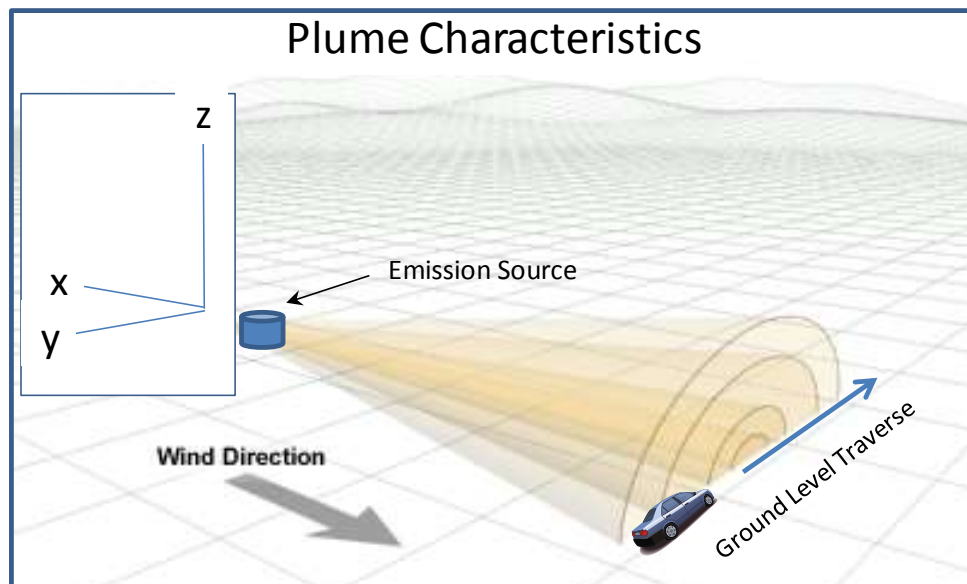 Plume Characteristics
z
x
y
Emission Source
Wind Direction
Ground Level Traverse